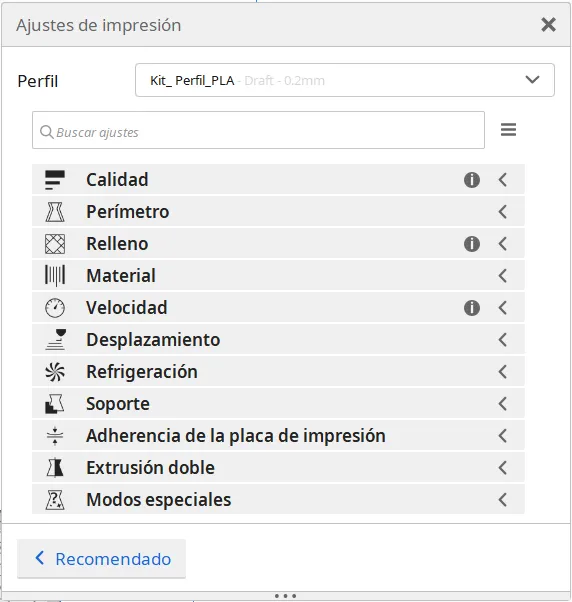 Ajustes de impresión
Perfil
Kit_ Perfil_PLA - Draft - 0.2mm
Buscar ajustes
Calidad
Perímetro
Relleno
Material
Velocidad
Desplazamiento
Refrigeración
Soporte
Adherencia de la placa de impresión
Extrusión doble
Modos especiales
Recomendado